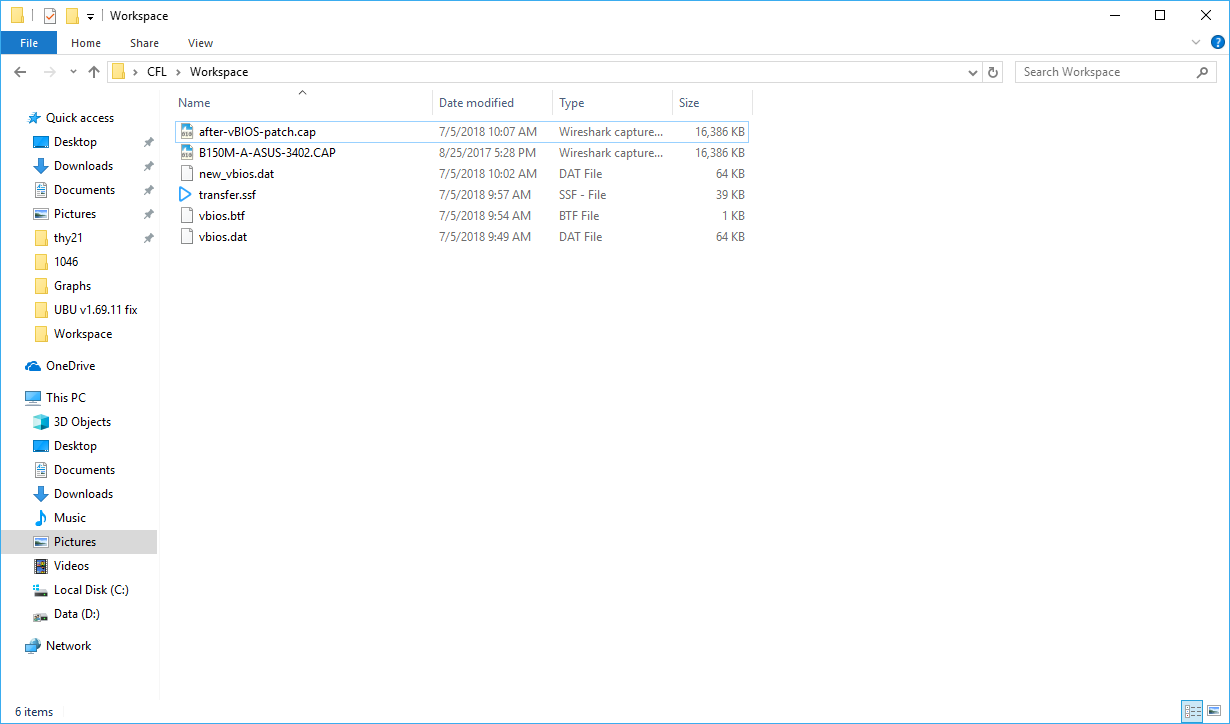 Workspace
File Home Share View
CFL Workspace Search Workspace
Name Date modified Type Size
after-vBIOS-patch.cap 7/5/2018 10:07 AM Wireshark capture... 16,386 KB
B150M-A-ASUS-3402.CAP 8/25/2017 5:28 PM Wireshark capture... 16,386 KB
new_vbios.dat 7/5/2018 10:02 AM DAT File 64 KB
transfer.ssf 7/5/2018 9:57 AM SSF - File 39 KB
vbios.btf 7/5/2018 9:54 AM BTF File 1 KB
vbios.dat 7/5/2018 9:49 AM DAT File 64 KB
Quick access
Desktop
Downloads
Documents
Pictures
thy21
1046
Graphs
UBU v1.69.11 fix
Workspace
OneDrive
This PC
3D Objects
Desktop
Documents
Downloads
Music
Pictures
Videos
Local Disk (C:)
Data (D:)
Network
6 items